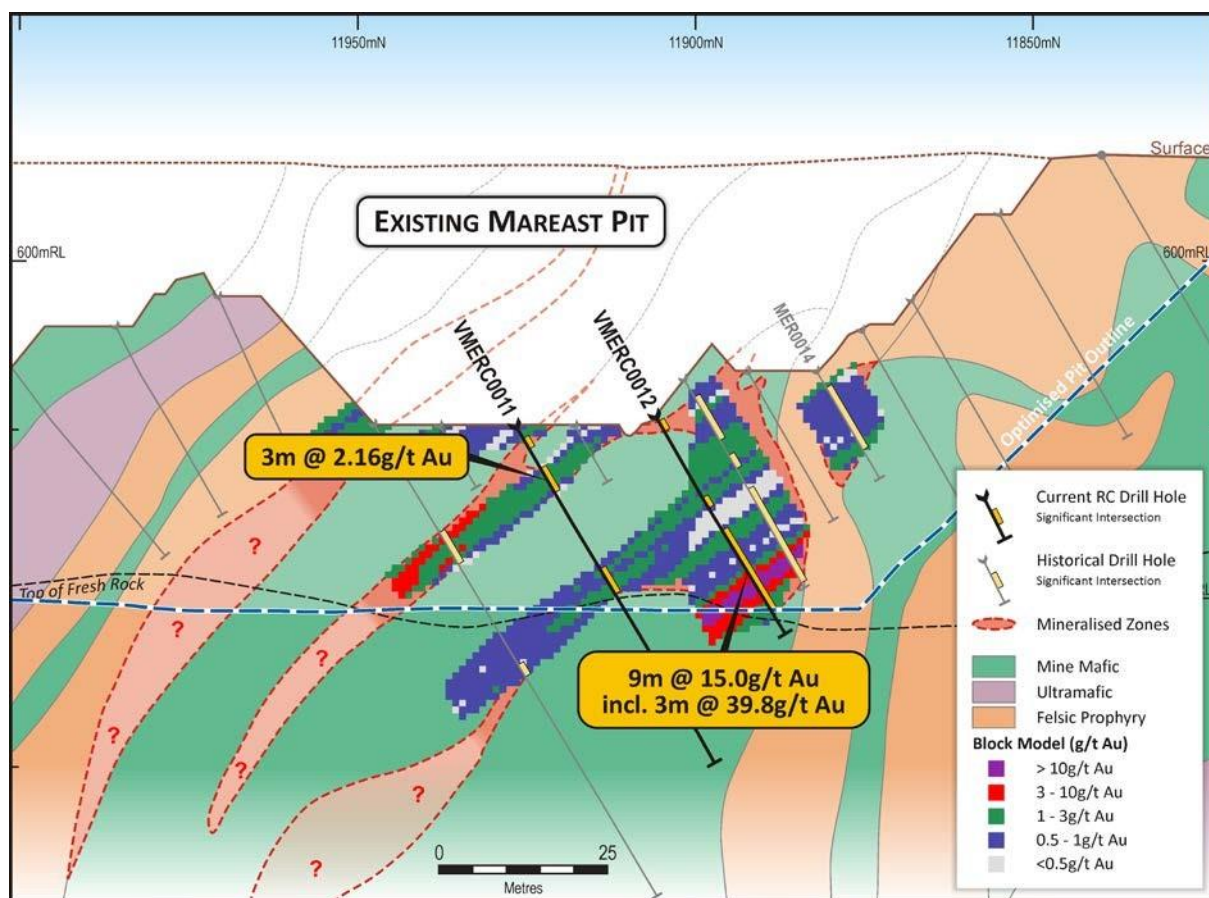 11950mN
11900mN
11850mN
Surface
EXISTING MAREAST PIT
600mRL
600mRL
VMERC0011
VMERC0012
MER0014
Optimised Pit Outline
3m @ 2.16g/t Au
Top of Fresh Rock
?
?
?
?
?
?
?
9m @ 15.0g/t Au
incl. 3m @ 39.8g/t Au
0
25
Metres
Current RC Drill Hole
Significant Intersection
Historical Drill Hole
Significant Intersection
Mineralised Zones
Mine Mafic
Ultramafic
Felsic Prophyry
Block Model (g/t Au)
> 10g/t Au
3 - 10g/t Au
1 - 3g/t Au
0.5 - 1g/t Au
<0.5g/t Au